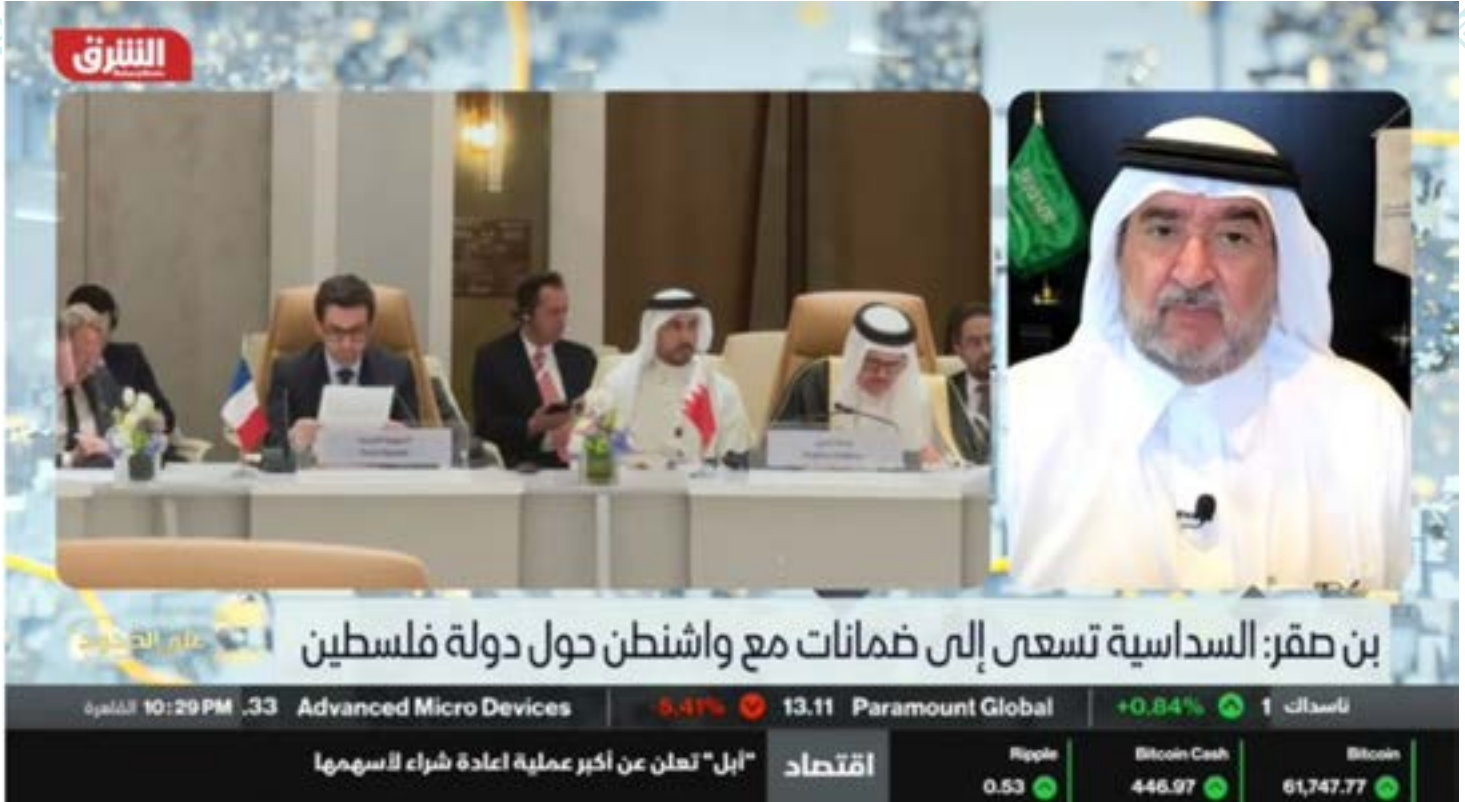 الشرق
بن صقر: السداسية تسعى إلى ضمانات مع واشنطن حول دولة فلسطين
القاهرة 10:29 PM .33 Advanced Micro Devices 5.41% 13.11 Paramount Global +0.84% 1 ناسداك
"أبل" تعلن عن أكبر عملية اعادة شراء لأسهمها اقتصاد
Ripple Bitcoin Cash Bitcoin
0.53 446.97 61,747.77